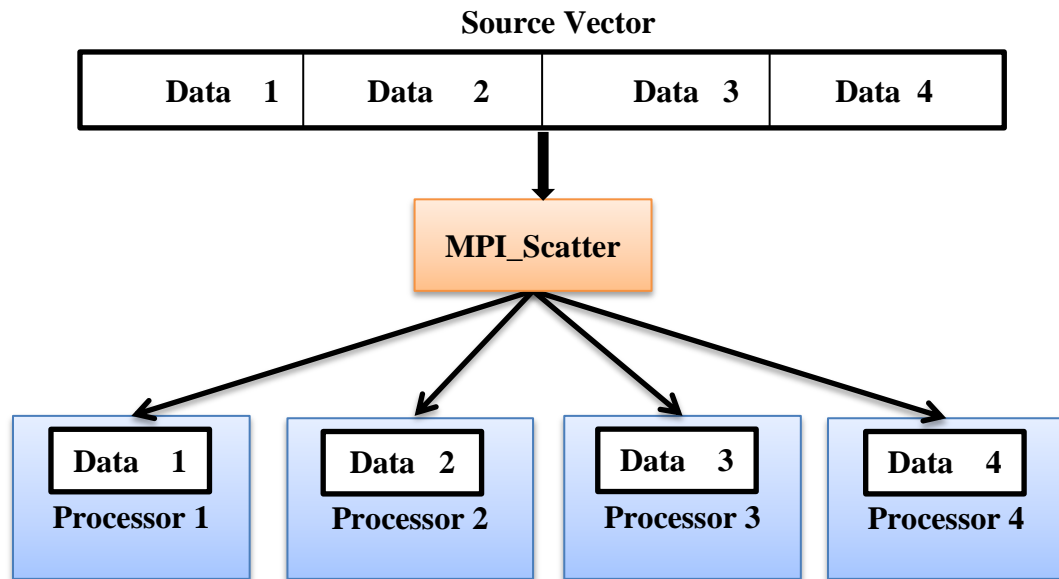 Source Vector
Data 1 Data 2 Data 3 Data 4
MPI_Scatter
Data 1 Data 2 Data 3 Data 4
Processor 1 Processor 2 Processor 3 Processor 4